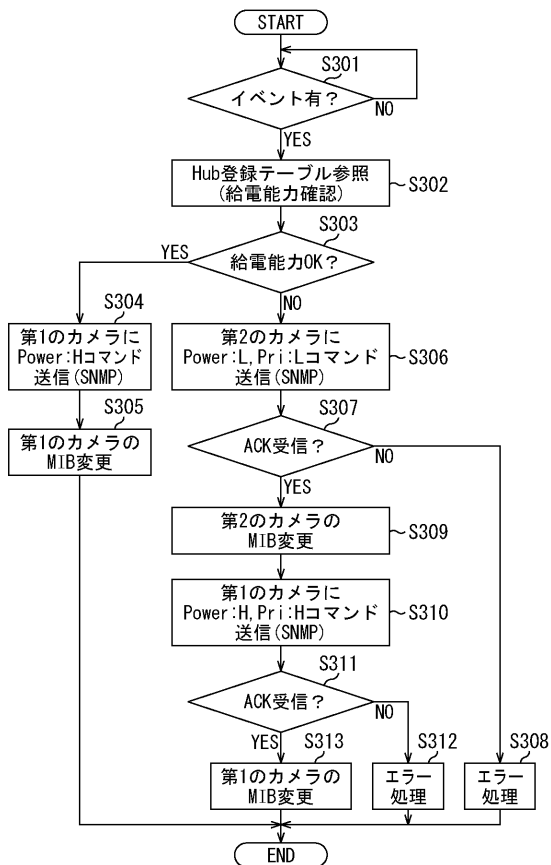 START
S301
イベント有?
NO
YES
Hub登録テーブル参照
(給電能力確認)
S302
S303
YES
給電能力OK?
NO
S304
第1のカメラに
Power:Hコマンド
送信(SNMP)
第2のカメラに
Power:L,Pri:Lコマンド
送信(SNMP)
S306
S305
第1のカメラの
MIB変更
S307
ACK受信?
NO
YES
第2のカメラの
MIB変更
S309
第1のカメラに
Power:H,Pri:Hコマンド
送信(SNMP)
S310
S311
ACK受信?
NO
YES
S313
第1のカメラの
MIB変更
S312
エラー
処理
S308
エラー
処理
END